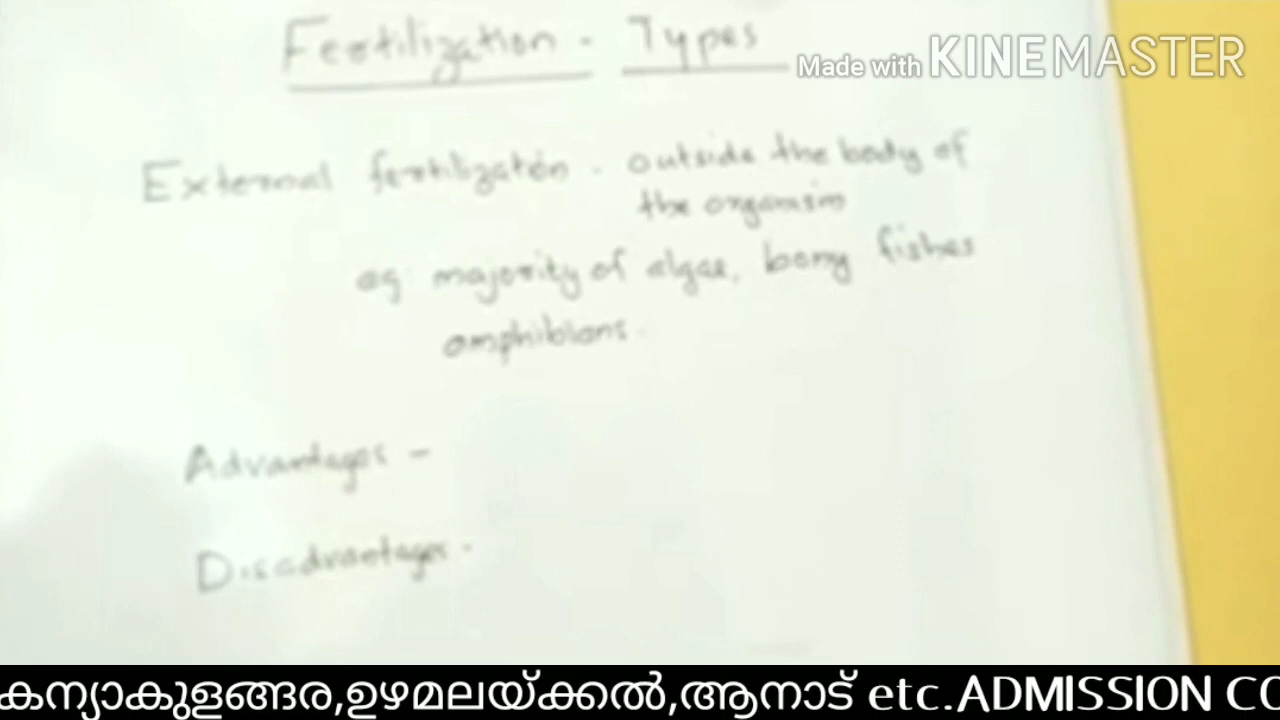 Fertilization - Types
Made with KINEMASTER
External fertilization - outside the body of
the organism
eg: majority of algae, bony fishes
amphibians.
Advantages -
Disadvantages -
കന്യാകുളങ്ങര,ഉഴമലയ്ക്കൽ,ആനാട് etc.ADMISSION CO